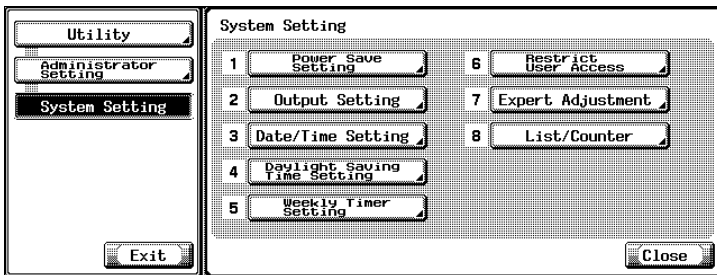 Utility
Administrator
Setting
System Setting
Exit
System Setting
1 Power Save
Setting
2 Output Setting
3 Date/Time Setting
4 Daylight Saving
Time Setting
5 Weekly Timer
Setting
6 Restrict
User Access
7 Expert Adjustment
8 List/Counter
Close